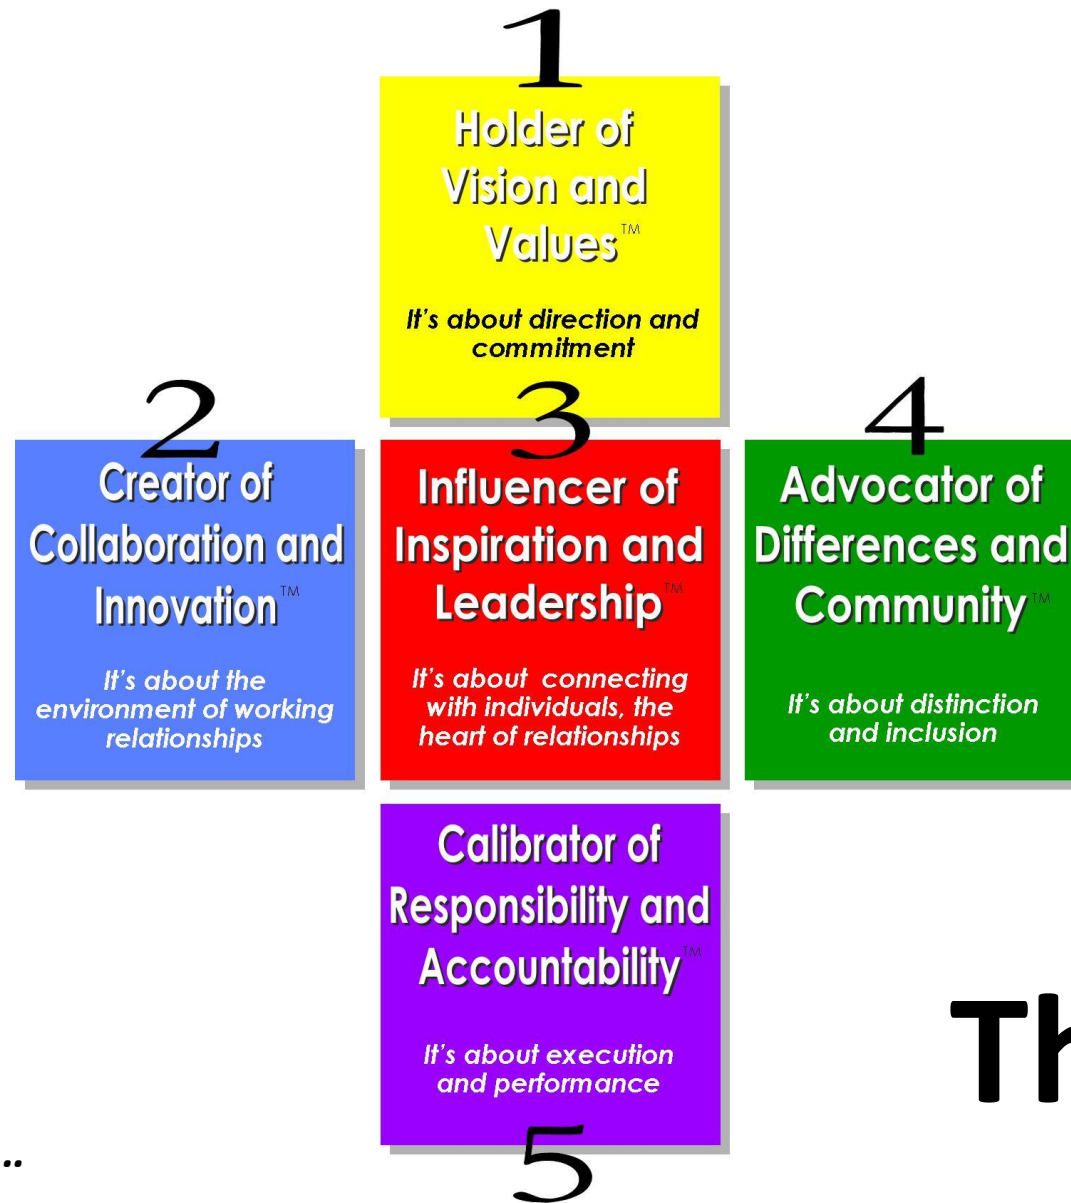 1
Holder of
Vision and
Values™
It's about direction and
commitment
2
Creator of
Collaboration and
Innovation™
It's about the
environment of working
relationships
3
Influencer of
Inspiration and
Leadership™
It's about connecting
with individuals, the
heart of relationships
4
Advocator of
Differences and
Community™
It's about distinction
and inclusion
Calibrator of
Responsibility and
Accountability™
It's about execution
and performance
5
Th
..